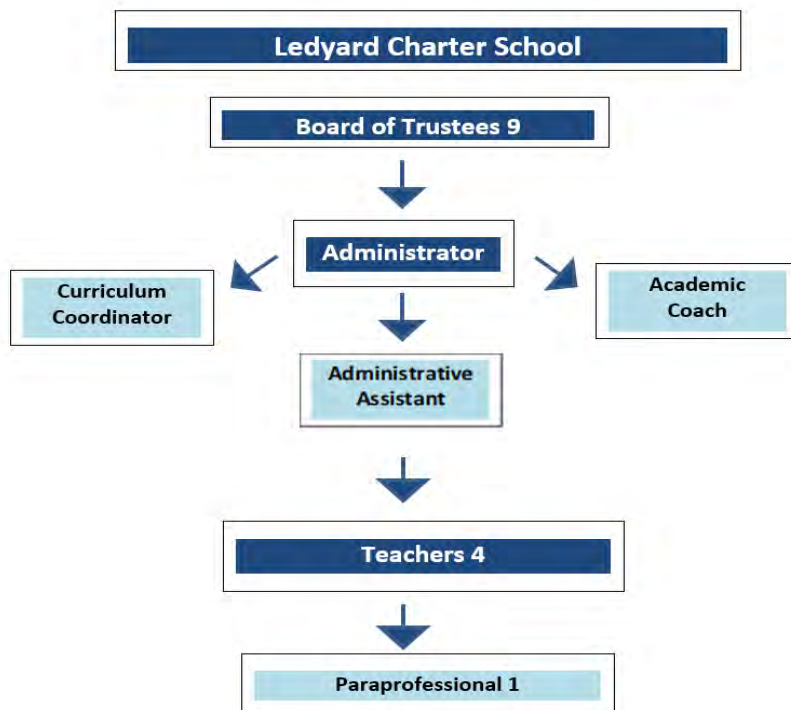 Ledyard Charter School
Board of Trustees 9
Administrator
Curriculum
Coordinator
Academic
Coach
Administrative
Assistant
Teachers 4
Paraprofessional 1